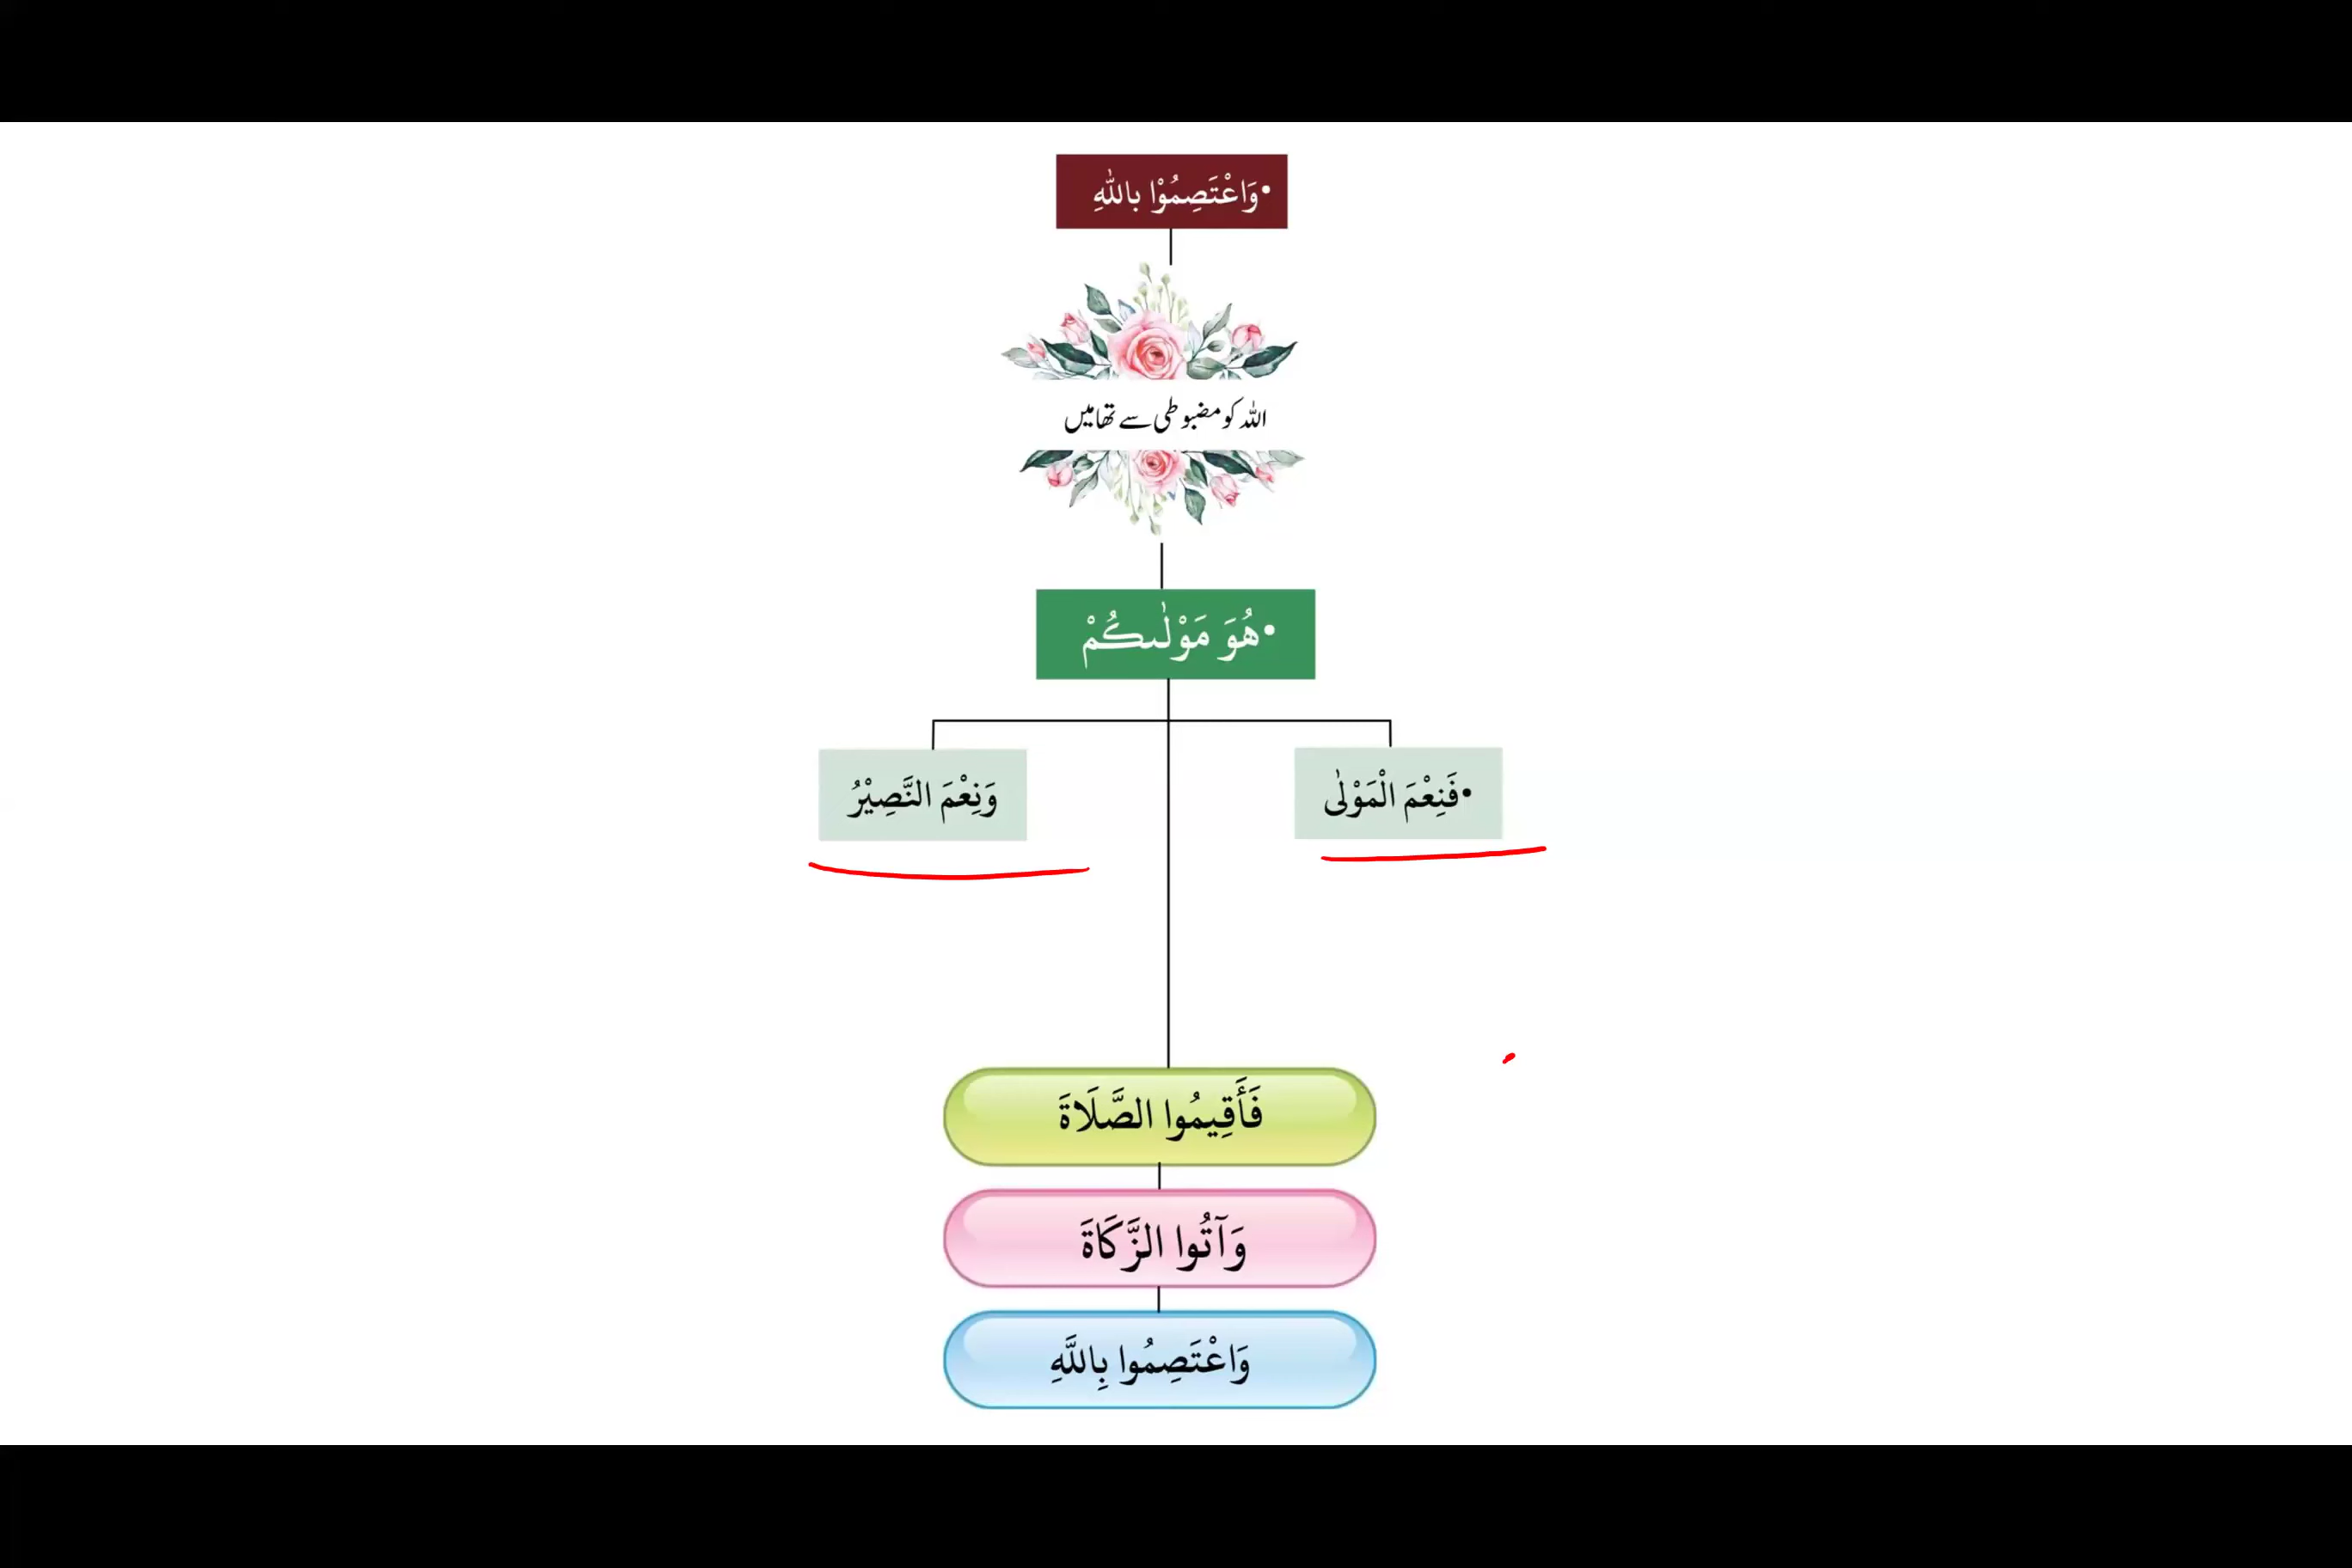 •وَاعْتَصِمُوْا بالله​ِ
اللہ کو مضبوطی سے تھامیں
•هُوَ مَوْلٰىكُمْ
•فَنِعْمَ الْمَوْلٰى
وَنِعْمَ النَّصِيْرُ
فَأَقِيمُوا الصَّلَاةَ
وَآتُوا الزَّكَاةَ
وَاعْتَصِمُوا بِاللَّهِ